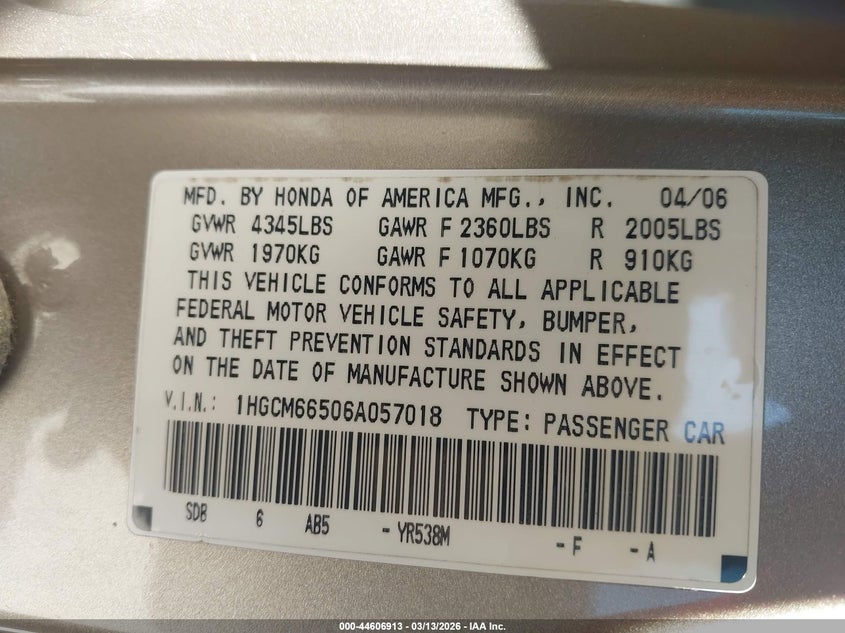 MFD. BY HONDA OF AMERICA MFG., INC. 04/06
GVWR 4345LBS GAWR F 2360LBS R 2005LBS
GVWR 1970KG GAWR F 1070KG R 910KG
THIS VEHICLE CONFORMS TO ALL APPLICABLE
FEDERAL MOTOR VEHICLE SAFETY, BUMPER,
AND THEFT PREVENTION STANDARDS IN EFFECT
ON THE DATE OF MANUFACTURE SHOWN ABOVE.
V.I.N.: 1HGCM66506A057018 TYPE: PASSENGER CAR
SDB 6 AB5 - YR538M - F - A
000-44606913 - 03/13/2026 - IAA Inc.